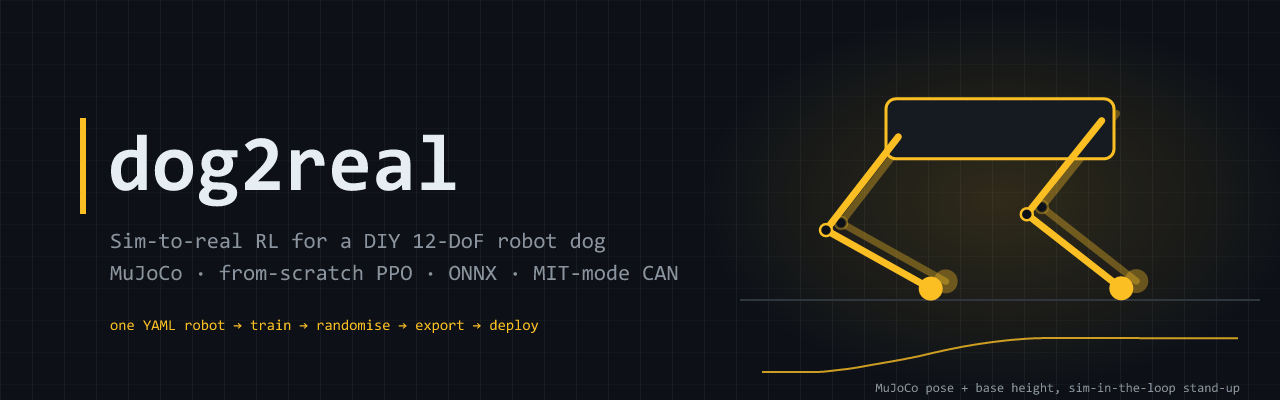 dog2real
Sim-to-real RL for a DIY 12-DoF robot dog
MuJoCo · from-scratch PPO · ONNX · MIT-mode CAN
one YAML robot → train → randomise → export → deploy
MuJoCo pose + base height, sim-in-the-loop stand-up